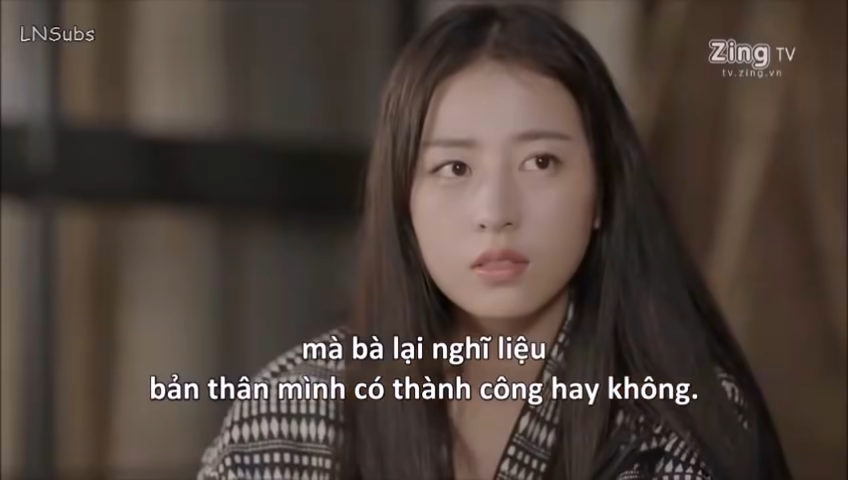 LNSubs
Zing TV
tv.zing.vn
mà bà lại nghĩ liệu
bản thân mình có thành công hay không.